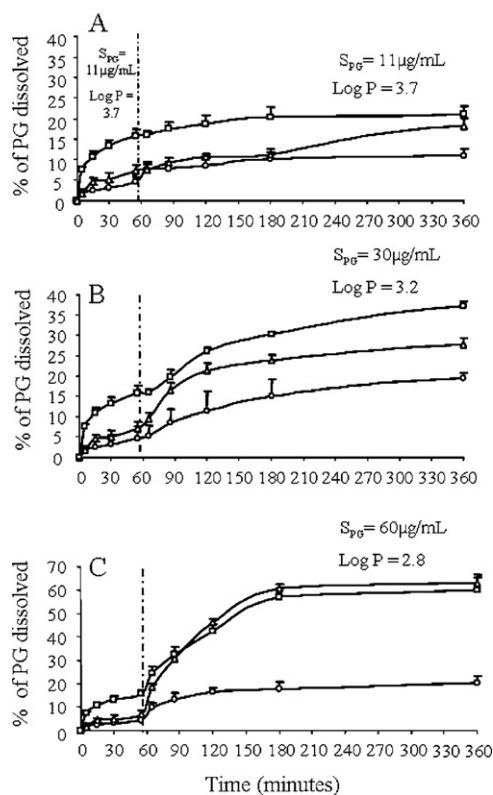 A
S_PG= 11µg/mL
Log P = 3.7
S_PG = 11µg/mL
Log P = 3.7
% of PG dissolved
40
35
30
25
20
15
10
5
0
0 30 60 90 120 150 180 210 240 270 300 330 360
B
S_PG= 30µg/mL
Log P = 3.2
% of PG dissolved
40
35
30
25
20
15
10
5
0
0 30 60 90 120 150 180 210 240 270 300 330 360
C
S_PG= 60µg/mL
Log P = 2.8
% of PG dissolved
70
60
50
40
30
20
10
0
0 30 60 90 120 150 180 210 240 270 300 330 360
Time (minutes)